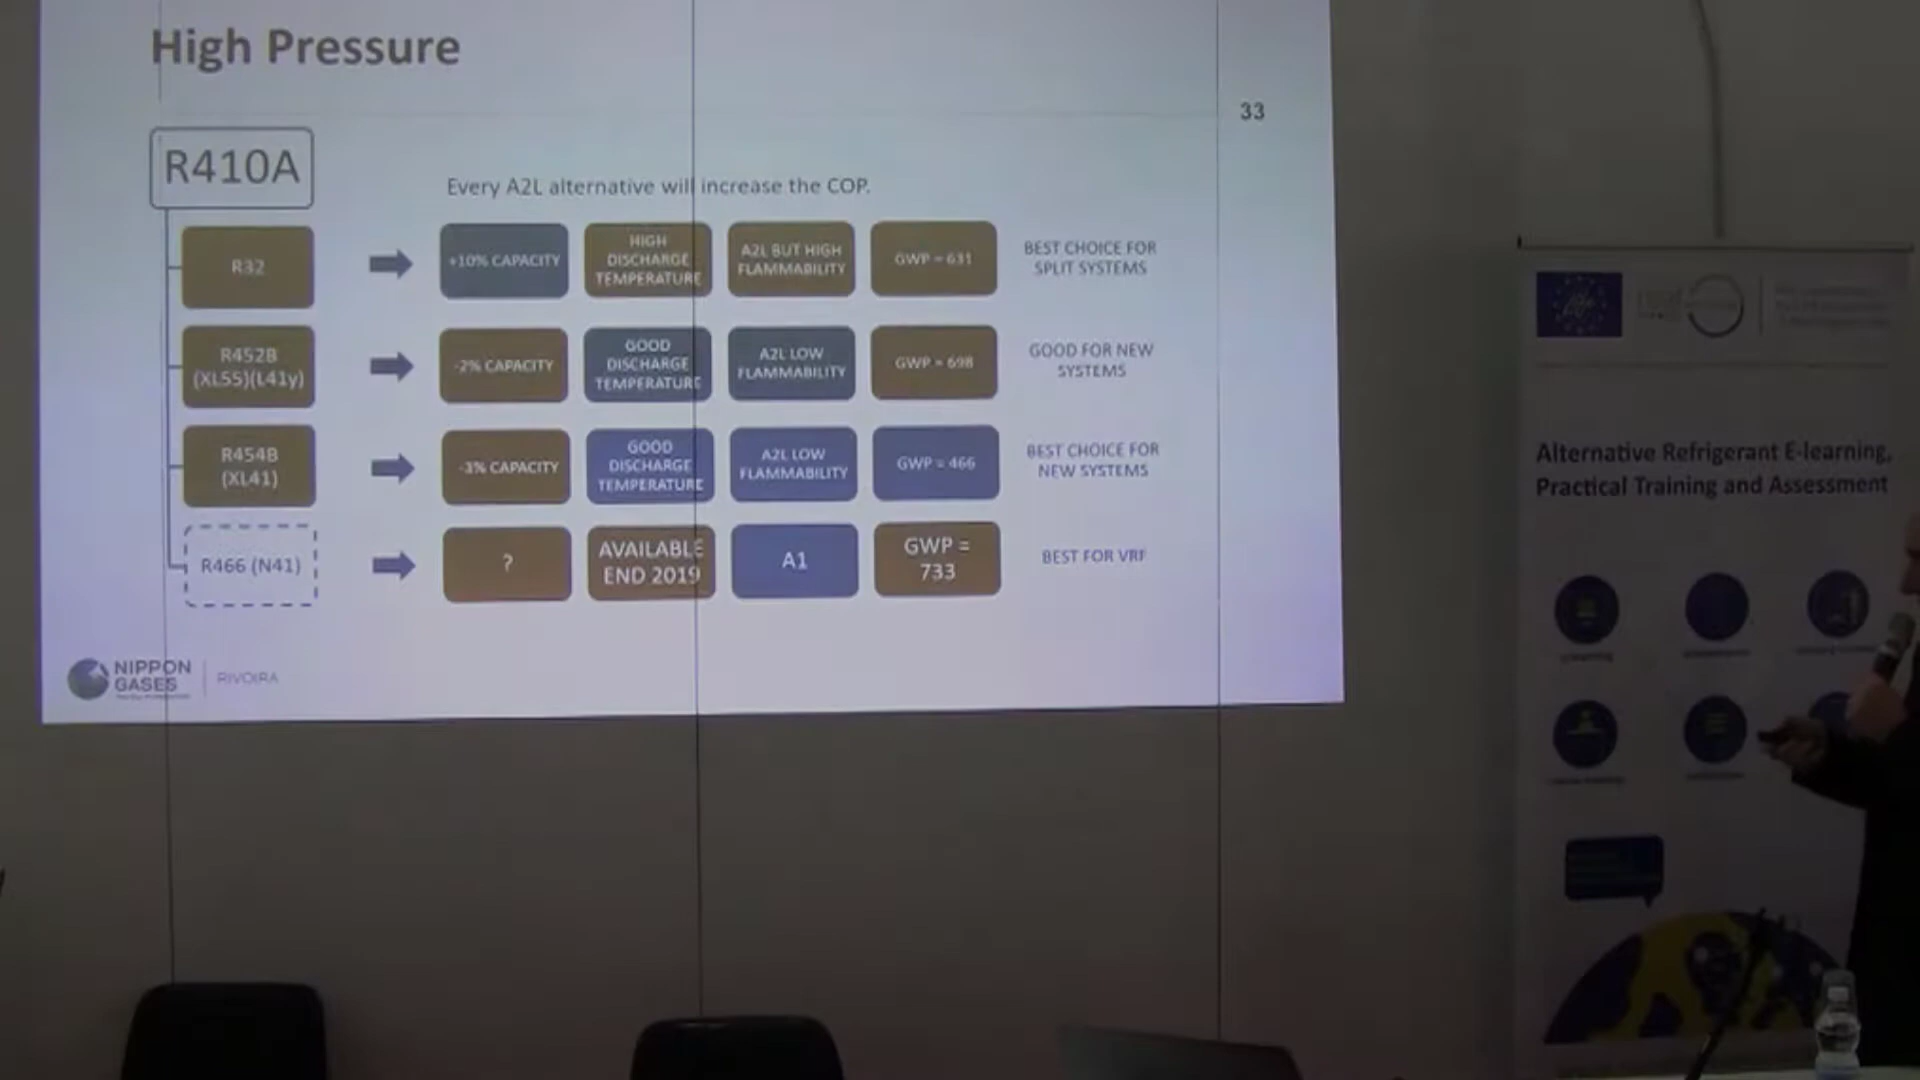 High Pressure
33
R410A
Every A2L alternative will increase the COP.
R32
+10% CAPACITY
HIGH
DISCHARGE
TEMPERATURE
A2L BUT HIGH
FLAMMABILITY
GWP = 631
BEST CHOICE FOR
SPLIT SYSTEMS
R452B
(XL55)(L41y)
-2% CAPACITY
GOOD
DISCHARGE
TEMPERATURE
A2L LOW
FLAMMABILITY
GWP = 698
GOOD FOR NEW
SYSTEMS
R454B
(XL41)
-3% CAPACITY
GOOD
DISCHARGE
TEMPERATURE
A2L LOW
FLAMMABILITY
GWP = 466
BEST CHOICE FOR
NEW SYSTEMS
R466 (N41)
?
AVAILABLE
END 2019
A1
GWP =
733
BEST FOR VRF
NIPPON
GASES
RIVOIRA
life
Alternative Refrigerant E-learning,
Practical Training and Assessment